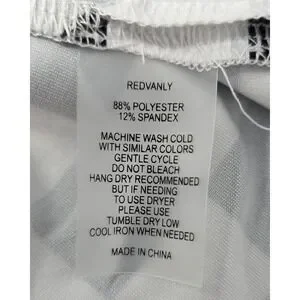 REDVANLY
88% POLYESTER
12% SPANDEX
MACHINE WASH COLD
WITH SIMILAR COLORS
GENTLE CYCLE
DO NOT BLEACH
HANG DRY RECOMMENDED
BUT IF NEEDING
TO USE DRYER
PLEASE USE
TUMBLE DRY LOW
COOL IRON WHEN NEEDED
MADE IN CHINA